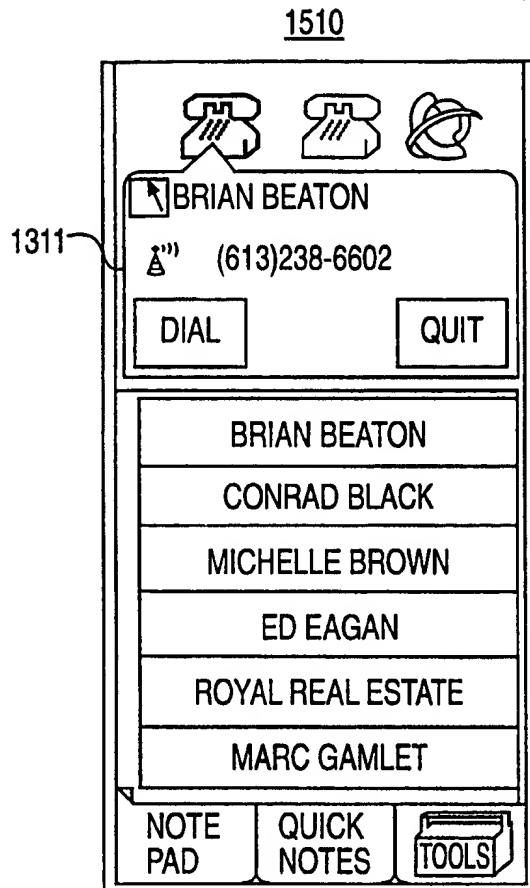 1510
BRIAN BEATON
1311
(613)238-6602
DIAL
QUIT
BRIAN BEATON
CONRAD BLACK
MICHELLE BROWN
ED EAGAN
ROYAL REAL ESTATE
MARC GAMLET
NOTE
PAD
QUICK
NOTES
TOOLS